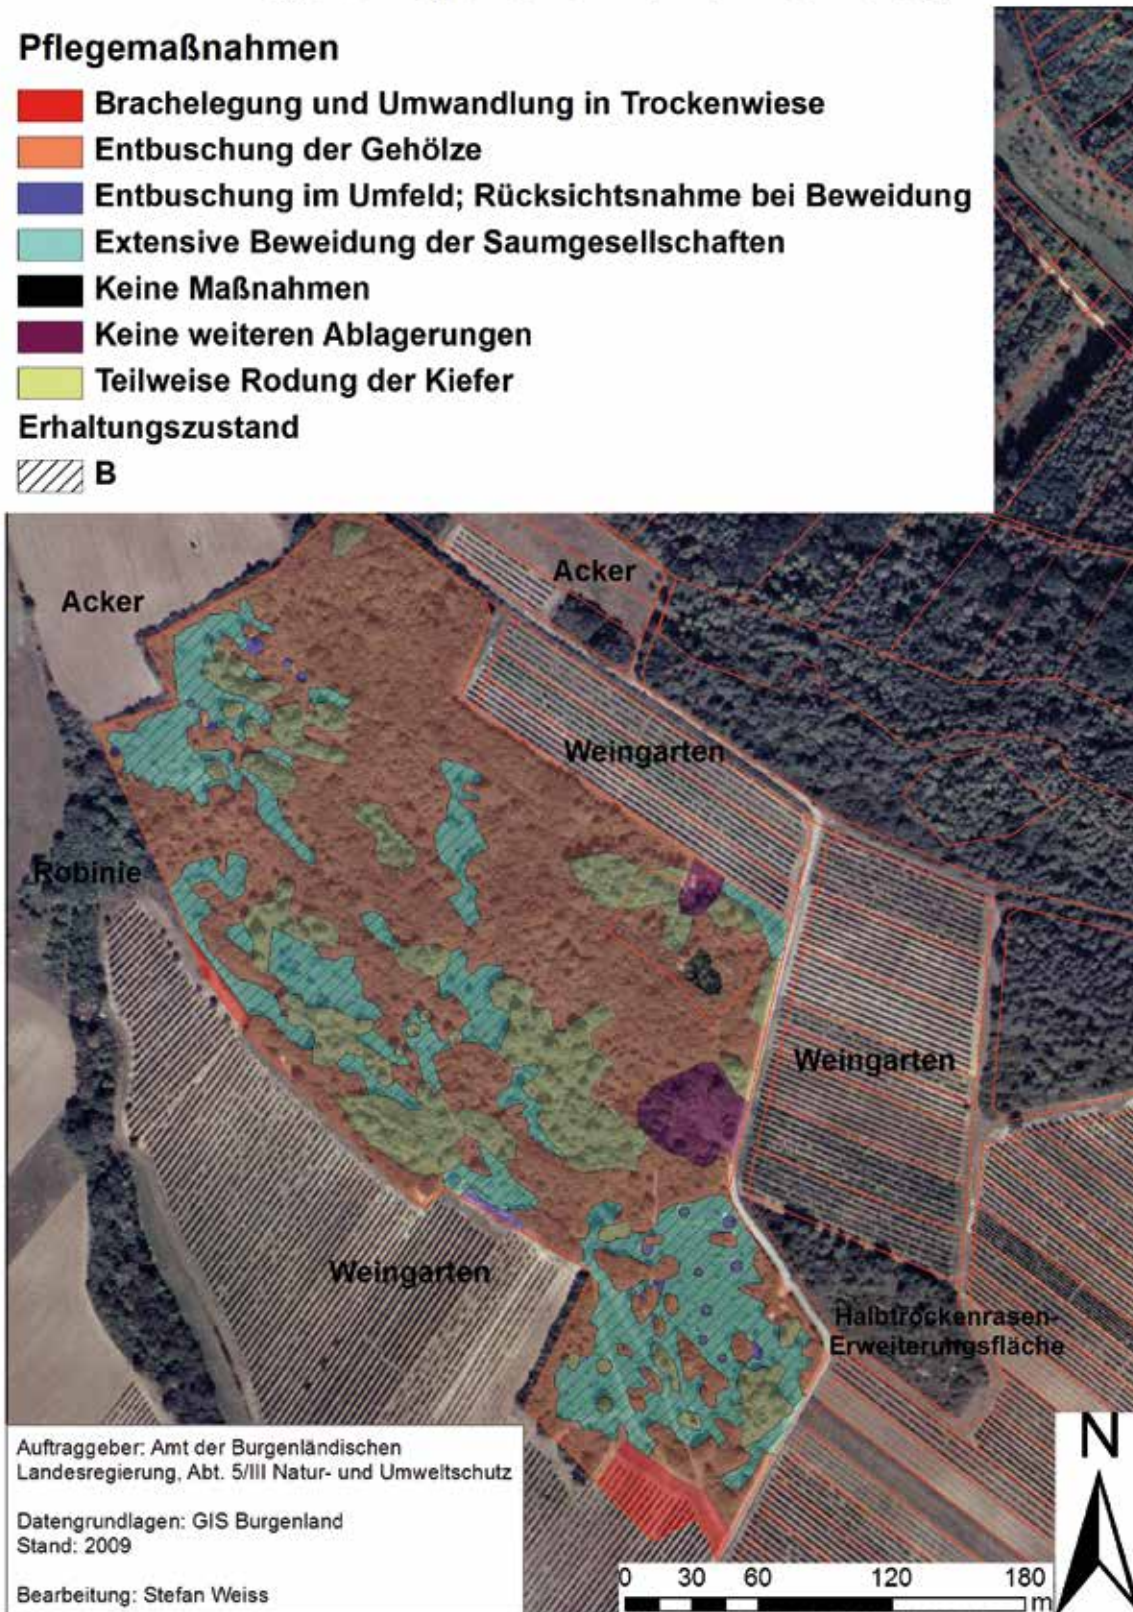 Pflegemaßnahmen
Brachelegung und Umwandlung in Trockenwiese
Entbuschung der Gehölze
Entbuschung im Umfeld; Rücksichtsnahme bei Beweidung
Extensive Beweidung der Saumgesellschaften
Keine Maßnahmen
Keine weiteren Ablagerungen
Teilweise Rodung der Kiefer
Erhaltungszustand
B
Acker
Acker
Weingarten
Robinie
Weingarten
Weingarten
Halbtrockenrasen-
Erweiterungsfläche
Auftraggeber: Amt der Burgenländischen
Landesregierung, Abt. 5/III Natur- und Umweltschutz
Datengrundlagen: GIS Burgenland
Stand: 2009
Bearbeitung: Stefan Weiss
N
0 30 60 120 180
m